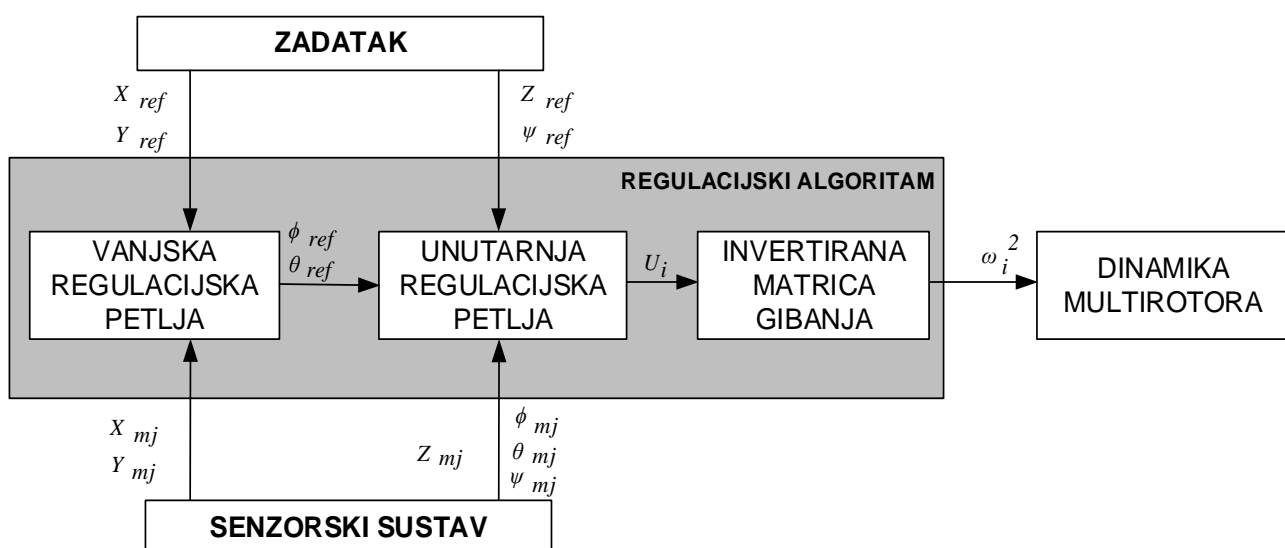 ZADATAK
X ref
Y ref
Z ref
ψ ref
REGULACIJSKI ALGORITAM
VANJSKA
REGULACIJSKA
PETLJA
ϕ ref
θ ref
UNUTARNJA
REGULACIJSKA
PETLJA
U i
INVERTIRANA
MATRICA
GIBANJA
ω i 2
DINAMIKA
MULTIROTORA
X mj
Y mj
Z mj
ϕ mj
θ mj
ψ mj
SENZORSKI SUSTAV